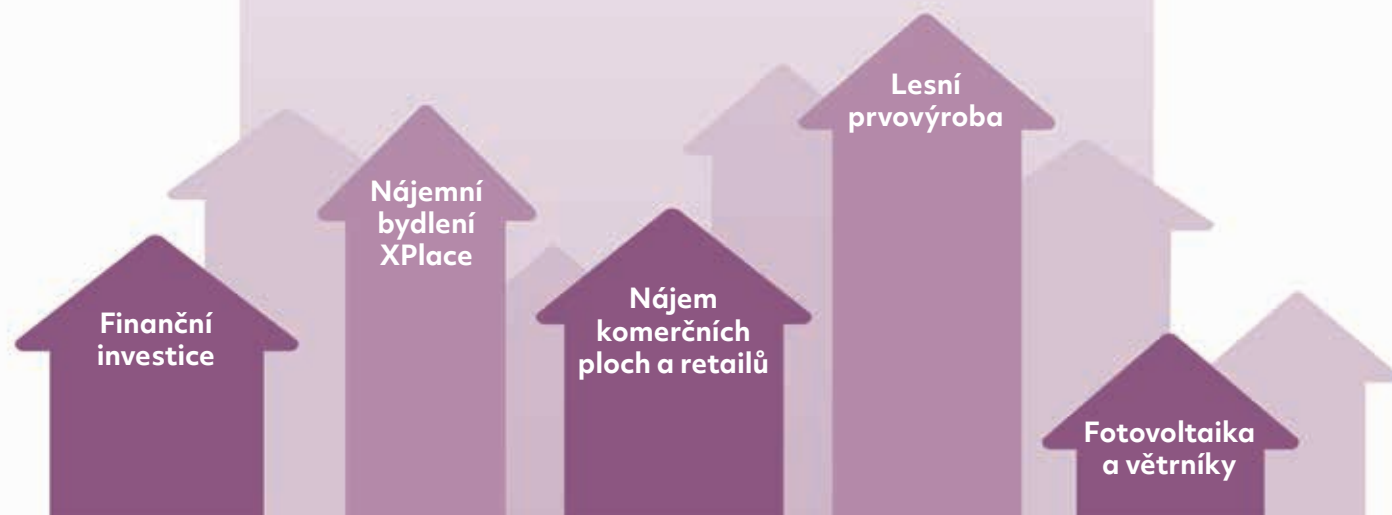 Finanční
investice
Nájemní
bydlení
XPlace
Nájem
komerčních
ploch a retailů
Lesní
prvovýroba
Fotovoltaika
a větrníky